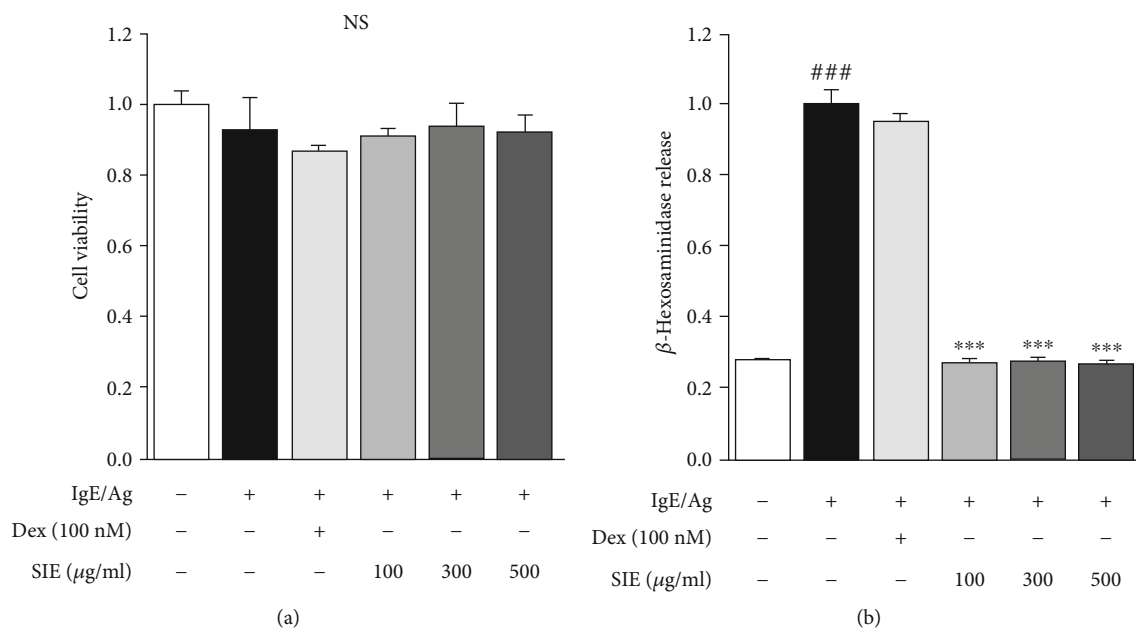 NS
1.2
1.0
0.8
0.6
0.4
0.2
0.0
Cell viability
IgE/Ag − + + + + +
Dex (100 nM) − − + − − −
SIE (μg/ml) − − − 100 300 500
(a)
1.2
1.0
0.8
0.6
0.4
0.2
0.0
β-Hexosaminidase release
###
*** *** ***
IgE/Ag − + + + + +
Dex (100 nM) − − + − − −
SIE (μg/ml) − − − 100 300 500
(b)